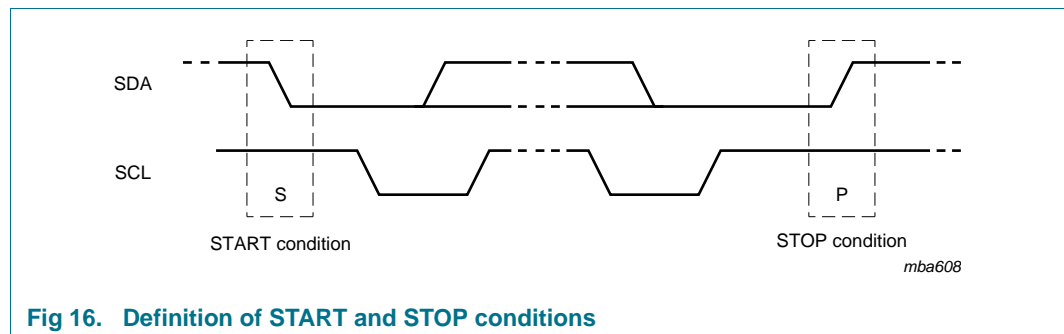 SDA
SCL
S
P
START condition
STOP condition
mba608
Fig 16. Definition of START and STOP conditions